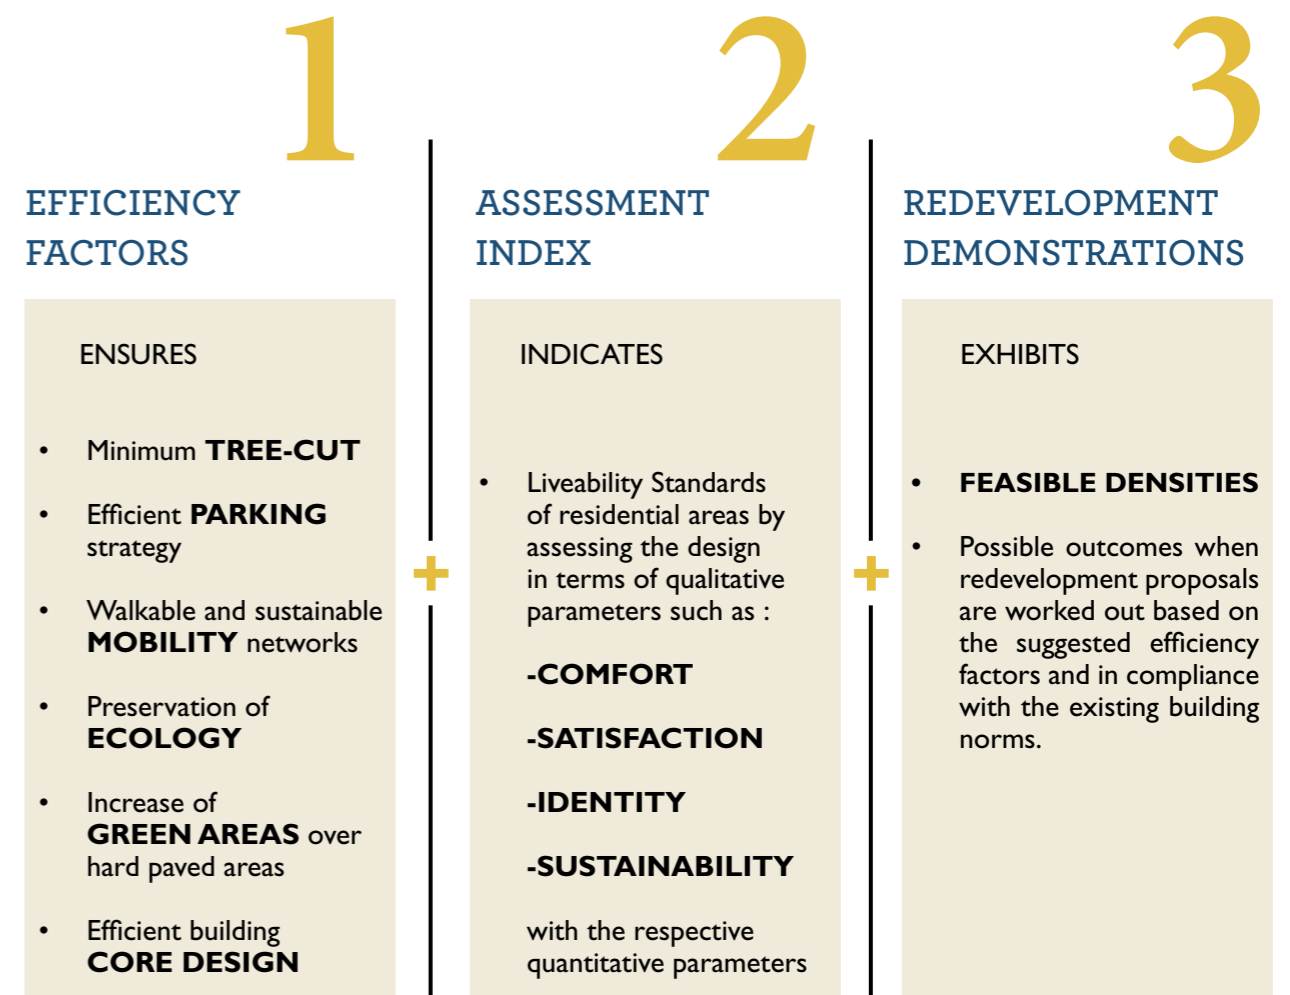 1
EFFICIENCY
FACTORS
ENSURES
• Minimum TREE-CUT
• Efficient PARKING
strategy
• Walkable and sustainable
MOBILITY networks
• Preservation of
ECOLOGY
• Increase of
GREEN AREAS over
hard paved areas
• Efficient building
CORE DESIGN
+
2
ASSESSMENT
INDEX
INDICATES
• Liveability Standards
of residential areas by
assessing the design
in terms of qualitative
parameters such as :
-COMFORT
-SATISFACTION
-IDENTITY
-SUSTAINABILITY
with the respective
quantitative parameters
+
3
REDEVELOPMENT
DEMONSTRATIONS
EXHIBITS
• FEASIBLE DENSITIES
• Possible outcomes when
redevelopment proposals
are worked out based on
the suggested efficiency
factors and in compliance
with the existing building
norms.